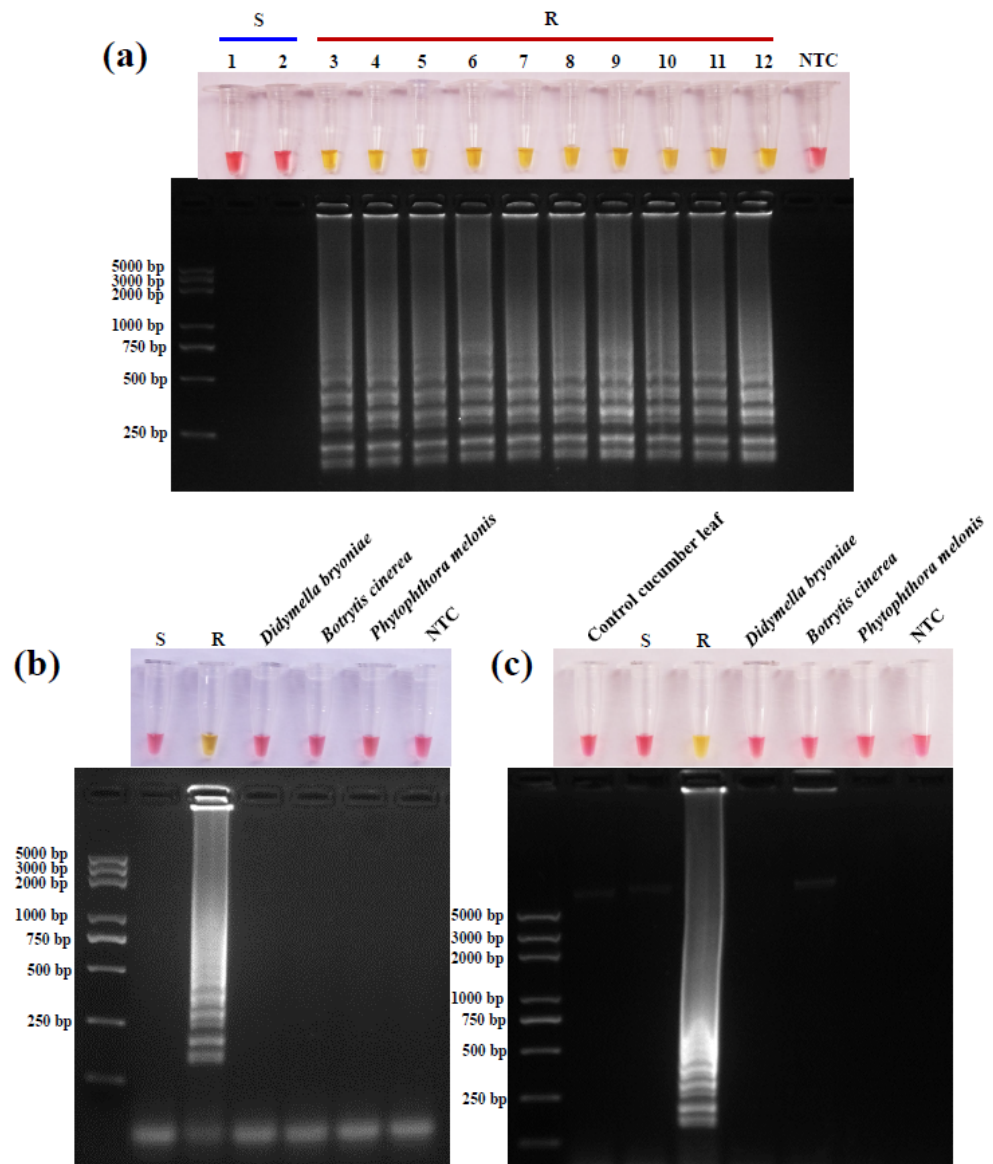 S R
(a)
1 2 3 4 5 6 7 8 9 10 11 12 NTC
5000 bp
3000 bp
2000 bp
1000 bp
750 bp
500 bp
250 bp
(b)
S R Didymella bryoniae Botrytis cinerea Phytophthora melonis NTC
5000 bp
3000 bp
2000 bp
1000 bp
750 bp
500 bp
250 bp
(c)
Control cucumber leaf S R Didymella bryoniae Botrytis cinerea Phytophthora melonis NTC
5000 bp
3000 bp
2000 bp
1000 bp
750 bp
500 bp
250 bp